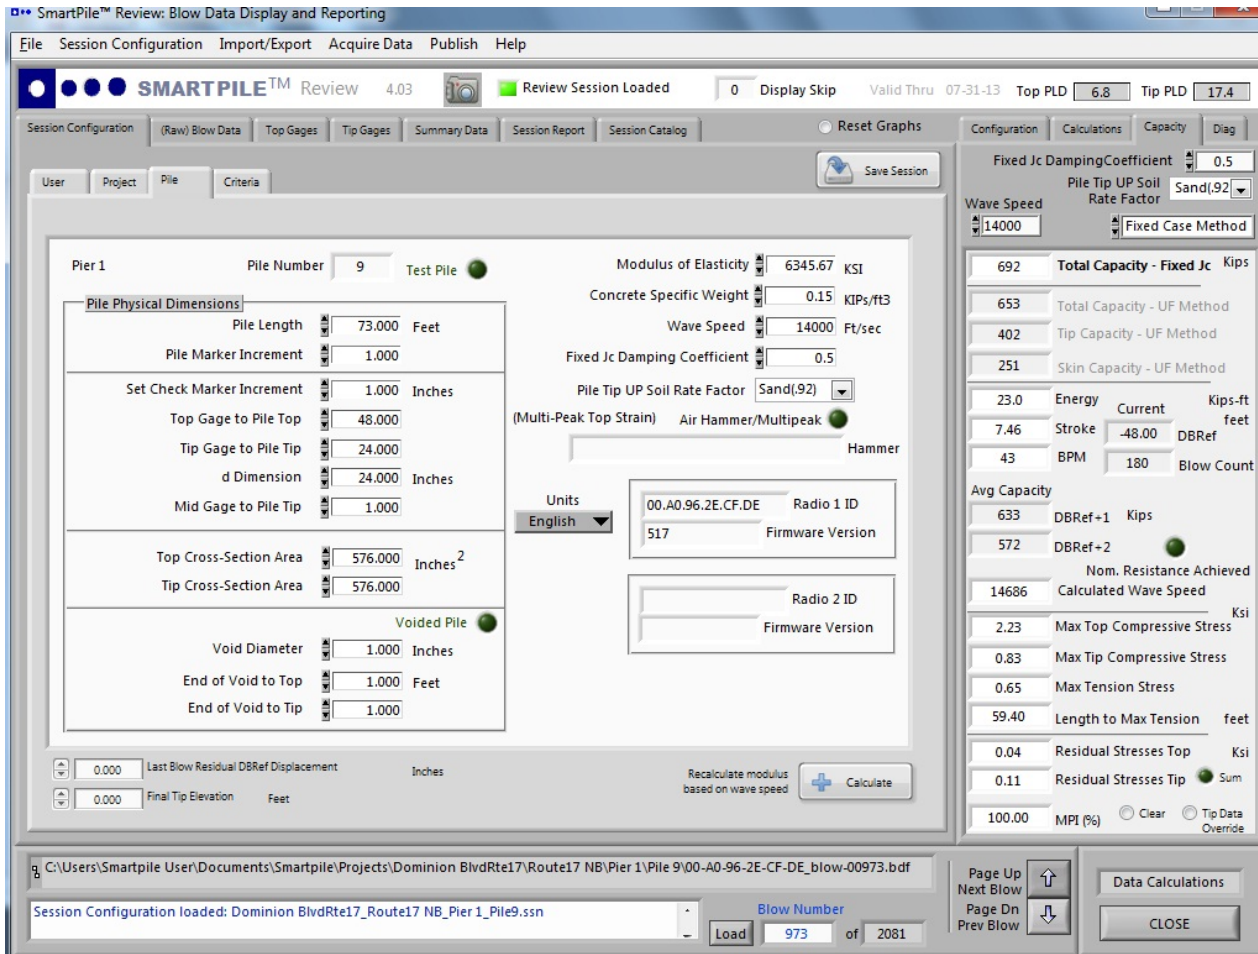 SmartPile™ Review: Blow Data Display and Reporting
File Session Configuration Import/Export Acquire Data Publish Help
SMARTPILE™ Review 4.03 Review Session Loaded 0 Display Skip Valid Thru 07-31-13 Top PLD 6.8 Tip PLD 17.4
Session Configuration (Raw) Blow Data Top Gages Tip Gages Summary Data Session Report Session Catalog Reset Graphs
User Project Pile Criteria Save Session
Pier 1 Pile Number 9 Test Pile
Pile Physical Dimensions
Pile Length 73.000 Feet
Pile Marker Increment 1.000
Set Check Marker Increment 1.000 Inches
Top Gage to Pile Top 48.000
Tip Gage to Pile Tip 24.000
d Dimension 24.000 Inches
Mid Gage to Pile Tip 1.000
Top Cross-Section Area 576.000 Inches2
Tip Cross-Section Area 576.000
Voided Pile
Void Diameter 1.000 Inches
End of Void to Top 1.000 Feet
End of Void to Tip 1.000
Modulus of Elasticity 6345.67 KSI
Concrete Specific Weight 0.15 KIPs/ft3
Wave Speed 14000 Ft/sec
Fixed Jc Damping Coefficient 0.5
Pile Tip UP Soil Rate Factor Sand(.92)
(Multi-Peak Top Strain) Air Hammer/Multipeak
Hammer
Units
English
00.A0.96.2E.CF.DE Radio 1 ID
517 Firmware Version
Radio 2 ID
Firmware Version
0.000 Last Blow Residual DBRef Displacement Inches
0.000 Final Tip Elevation Feet
Recalculate modulus
based on wave speed
Calculate
Configuration Calculations Capacity Diag
Fixed Jc DampingCoefficient 0.5
Pile Tip UP Soil
Rate Factor Sand(.92
Wave Speed
14000 Fixed Case Method
692 Total Capacity - Fixed Jc Kips
653 Total Capacity - UF Method
402 Tip Capacity - UF Method
251 Skin Capacity - UF Method
23.0 Energy Current Kips-ft
7.46 Stroke -48.00 DBRef feet
43 BPM 180 Blow Count
Avg Capacity
633 DBRef+1 Kips
572 DBRef+2
Nom. Resistance Achieved
14686 Calculated Wave Speed
Ksi
2.23 Max Top Compressive Stress
0.83 Max Tip Compressive Stress
0.65 Max Tension Stress
59.40 Length to Max Tension feet
0.04 Residual Stresses Top Ksi
0.11 Residual Stresses Tip Sum
100.00 MPI (%) Clear Tip Data
Override
C:\Users\Smartpile User\Documents\Smartpile\Projects\Dominion BlvdRte17\Route17 NB\Pier 1\Pile 9\00-A0-96-2E-CF-DE_blow-00973.bdf
Session Configuration loaded: Dominion BlvdRte17_Route17 NB_Pier 1_Pile9.ssn
Blow Number
Load 973 of 2081
Page Up
Next Blow
Page Dn
Prev Blow
Data Calculations
CLOSE